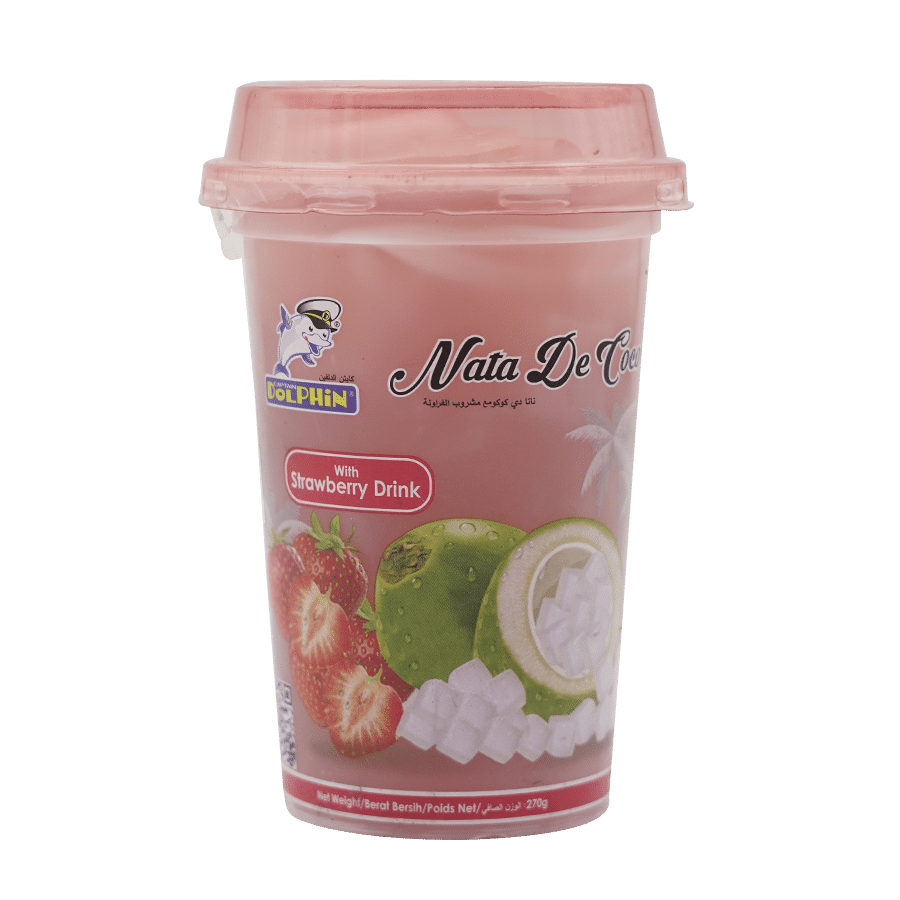 كابتن الدلفين
CAPTAIN
DOLPHIN®
Nata De Coco
ناتا دي كوكومع مشروب الفراولة
With
Strawberry Drink
Net Weight/Berat Bersih/Poids Net/الوزن الصافي: 270g